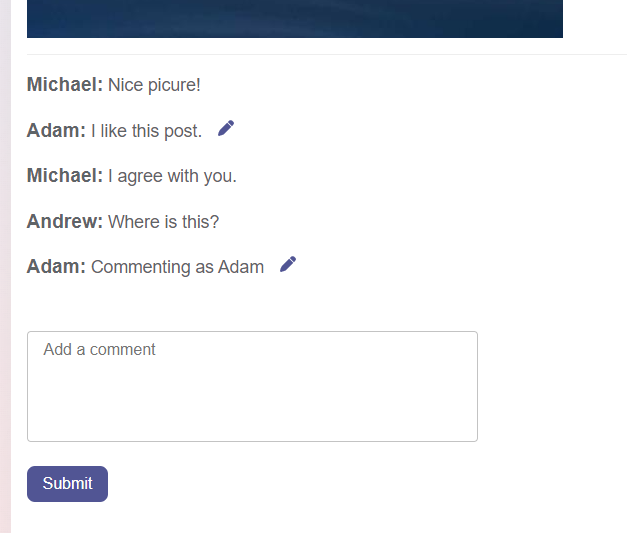 Michael: Nice picure!
Adam: I like this post.
Michael: I agree with you.
Andrew: Where is this?
Adam: Commenting as Adam
Add a comment
Submit